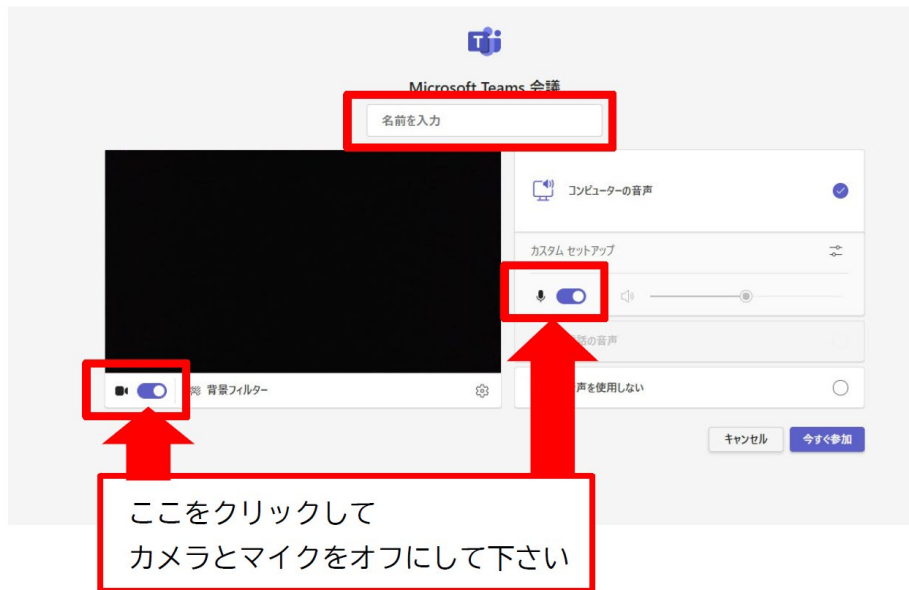 Microsoft Teams 会議
名前を入力
コンピューターの音声
カスタム セットアップ
の音声
背景フィルター
声を使用しない
キャンセル
今すぐ参加
ここをクリックして
カメラとマイクをオフにして下さい